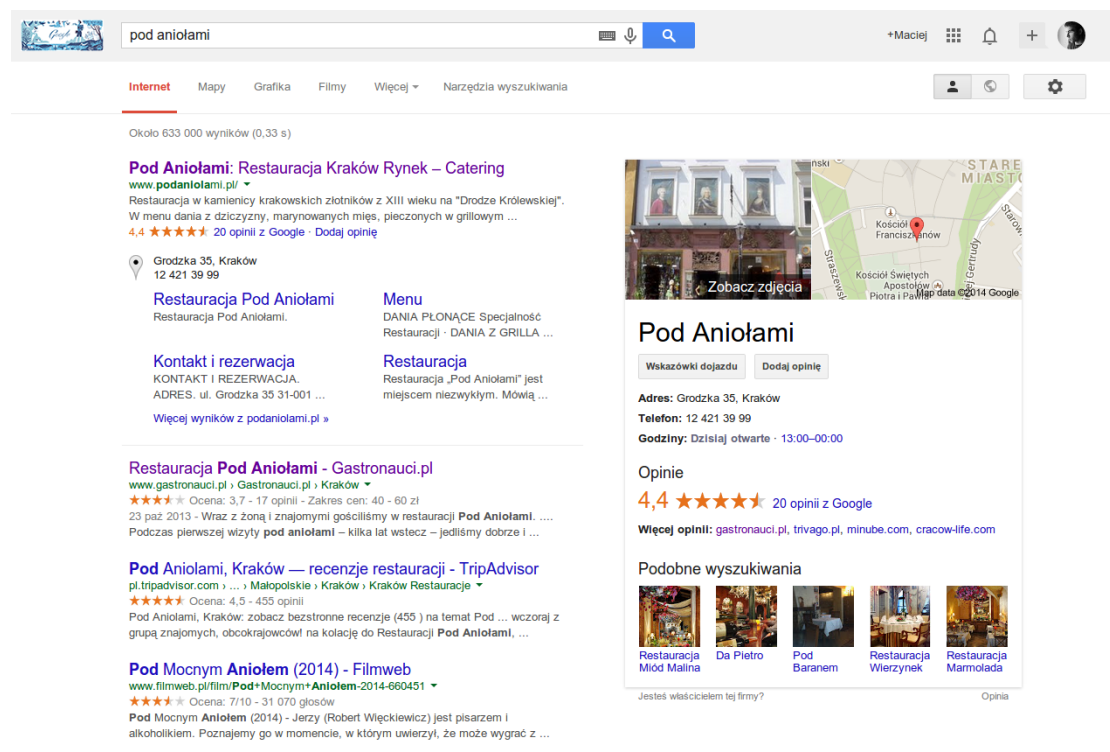 Google
pod aniołami
+Maciej
Internet Mapy Grafika Filmy Więcej Narzędzia wyszukiwania
Około 633 000 wyników (0,33 s)
Pod Aniołami: Restauracja Kraków Rynek – Catering
www.podaniolami.pl/
Restauracja w kamienicy krakowskich złotników z XIII wieku na "Drodze Królewskiej".
W menu dania z dziczyzny, marynowanych mięs, pieczonych w grillowym ...
4,4 20 opinii z Google · Dodaj opinię
Grodzka 35, Kraków
12 421 39 99
Restauracja Pod Aniołami
Restauracja Pod Aniołami.
Menu
DANIA PŁONĄCE Specjalność
Restauracji · DANIA Z GRILLA ...
Kontakt i rezerwacja
KONTAKT I REZERWACJA.
ADRES. ul. Grodzka 35 31-001 ...
Restauracja
Restauracja „Pod Aniołami” jest
miejscem niezwykłym. Mówią ...
Więcej wyników z podaniolami.pl »
Restauracja Pod Aniołami - Gastronauci.pl
www.gastronauci.pl › Gastronauci.pl › Kraków
Ocena: 3,7 - 17 opinii - Zakres cen: 40 - 60 zł
23 paź 2013 - Wraz z żoną i znajomymi gościliśmy w restauracji Pod Aniołami. ....
Podczas pierwszej wizyty pod aniołami – kilka lat wstecz – jedliśmy dobrze i ...
Pod Aniolami, Kraków — recenzje restauracji - TripAdvisor
pl.tripadvisor.com › ... › Małopolskie › Kraków › Kraków Restauracje
Ocena: 4,5 - 455 opinii
Pod Aniolami, Kraków: zobacz bezstronne recenzje (455 ) na temat Pod ... wczoraj z
grupą znajomych, obcokrajowców! na kolację do Restauracji Pod Aniołami, ...
Pod Mocnym Aniołem (2014) - Filmweb
www.filmweb.pl/film/Pod+Mocnym+Aniołem-2014-660451
Ocena: 7/10 - 31 070 głosów
Pod Mocnym Aniołem (2014) - Jerzy (Robert Więckiewicz) jest pisarzem i
alkoholikiem. Poznajemy go w momencie, w którym uwierzył, że może wygrać z ...
Zobacz zdjęcia
STARE
MIASTO
Kościół
Franciszkanów
Straszewsk
Kościół Świętych
Apostołów
Piotra i Pawła
Map data ©2014 Google
Pod Aniołami
Wskazówki dojazdu Dodaj opinię
Adres: Grodzka 35, Kraków
Telefon: 12 421 39 99
Godziny: Dzisiaj otwarte · 13:00–00:00
Opinie
4,4 20 opinii z Google
Więcej opinii: gastronauci.pl, trivago.pl, minube.com, cracow-life.com
Podobne wyszukiwania
Restauracja
Miód Malina
Da Pietro
Pod
Baranem
Restauracja
Wierzynek
Restauracja
Marmolada
Jesteś właścicielem tej firmy? Opinia